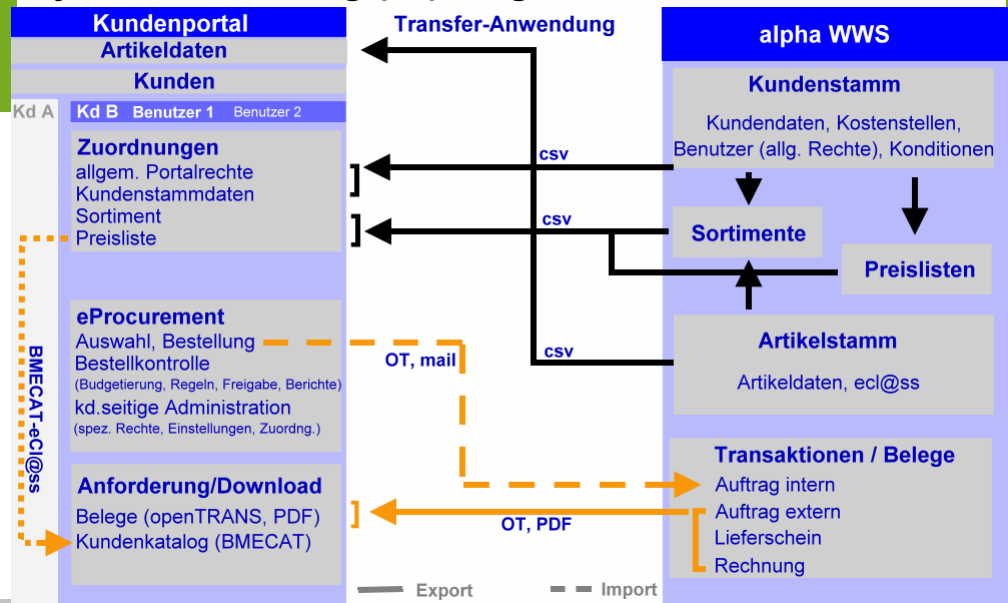 Kundenportal
Artikeldaten
Kunden
Kd A
Kd B Benutzer 1 Benutzer 2
Zuordnungen
allgem. Portalrechte
Kundenstammdaten
Sortiment
Preisliste
eProcurement
Auswahl, Bestellung
Bestellkontrolle
(Budgetierung, Regeln, Freigabe, Berichte)
kd.seitige Administration
(spez. Rechte, Einstellungen, Zuordng.)
Anforderung/Download
Belege (openTRANS, PDF)
Kundenkatalog (BMECAT)
BMECAT-eCl@ss
Transfer-Anwendung
csv
csv
OT, mail
csv
OT, PDF
Export
Import
alpha WWS
Kundenstamm
Kundendaten, Kostenstellen,
Benutzer (allg. Rechte), Konditionen
Sortimente
Preislisten
Artikelstamm
Artikeldaten, ecl@ss
Transaktionen / Belege
Auftrag intern
Auftrag extern
Lieferschein
Rechnung